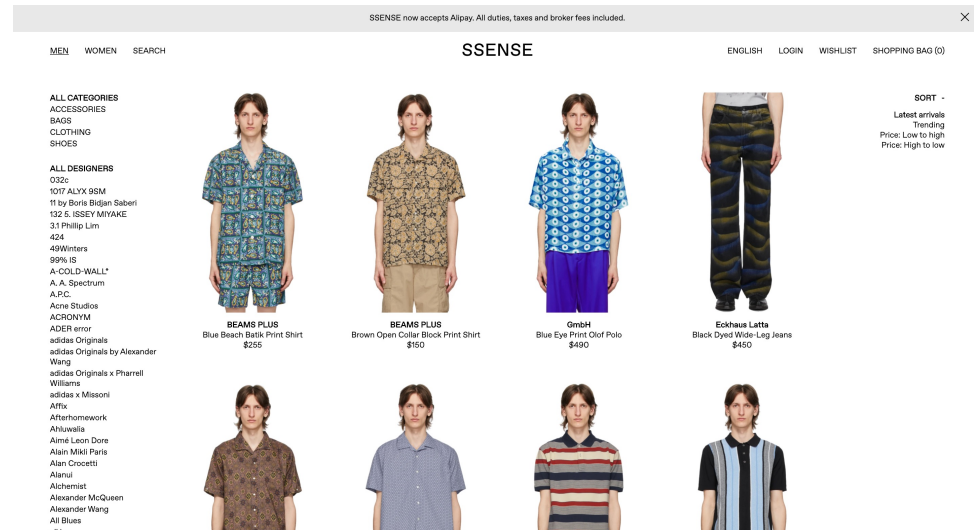 SSENSE now accepts Alipay. All duties, taxes and broker fees included.
MEN WOMEN SEARCH
SSENSE
ENGLISH LOGIN WISHLIST SHOPPING BAG (0)
ALL CATEGORIES
ACCESSORIES
BAGS
CLOTHING
SHOES
ALL DESIGNERS
032c
1017 ALYX 9SM
11 by Boris Bidjan Saberi
132 5. ISSEY MIYAKE
3.1 Phillip Lim
424
49Winters
99% IS
A-COLD-WALL*
A. A. Spectrum
A.P.C.
Acne Studios
ACRONYM
ADER error
adidas Originals
adidas Originals by Alexander
Wang
adidas Originals x Pharrell
Williams
adidas x Missoni
Affix
Afterhomework
Ahluwalia
Aimé Leon Dore
Alain Mikli Paris
Alan Crocetti
Alanui
Alchemist
Alexander McQueen
Alexander Wang
All Blues
BEAMS PLUS
Blue Beach Batik Print Shirt
$255
BEAMS PLUS
Brown Open Collar Block Print Shirt
$150
GmbH
Blue Eye Print Olof Polo
$490
Eckhaus Latta
Black Dyed Wide-Leg Jeans
$450
SORT -
Latest arrivals
Trending
Price: Low to high
Price: High to low